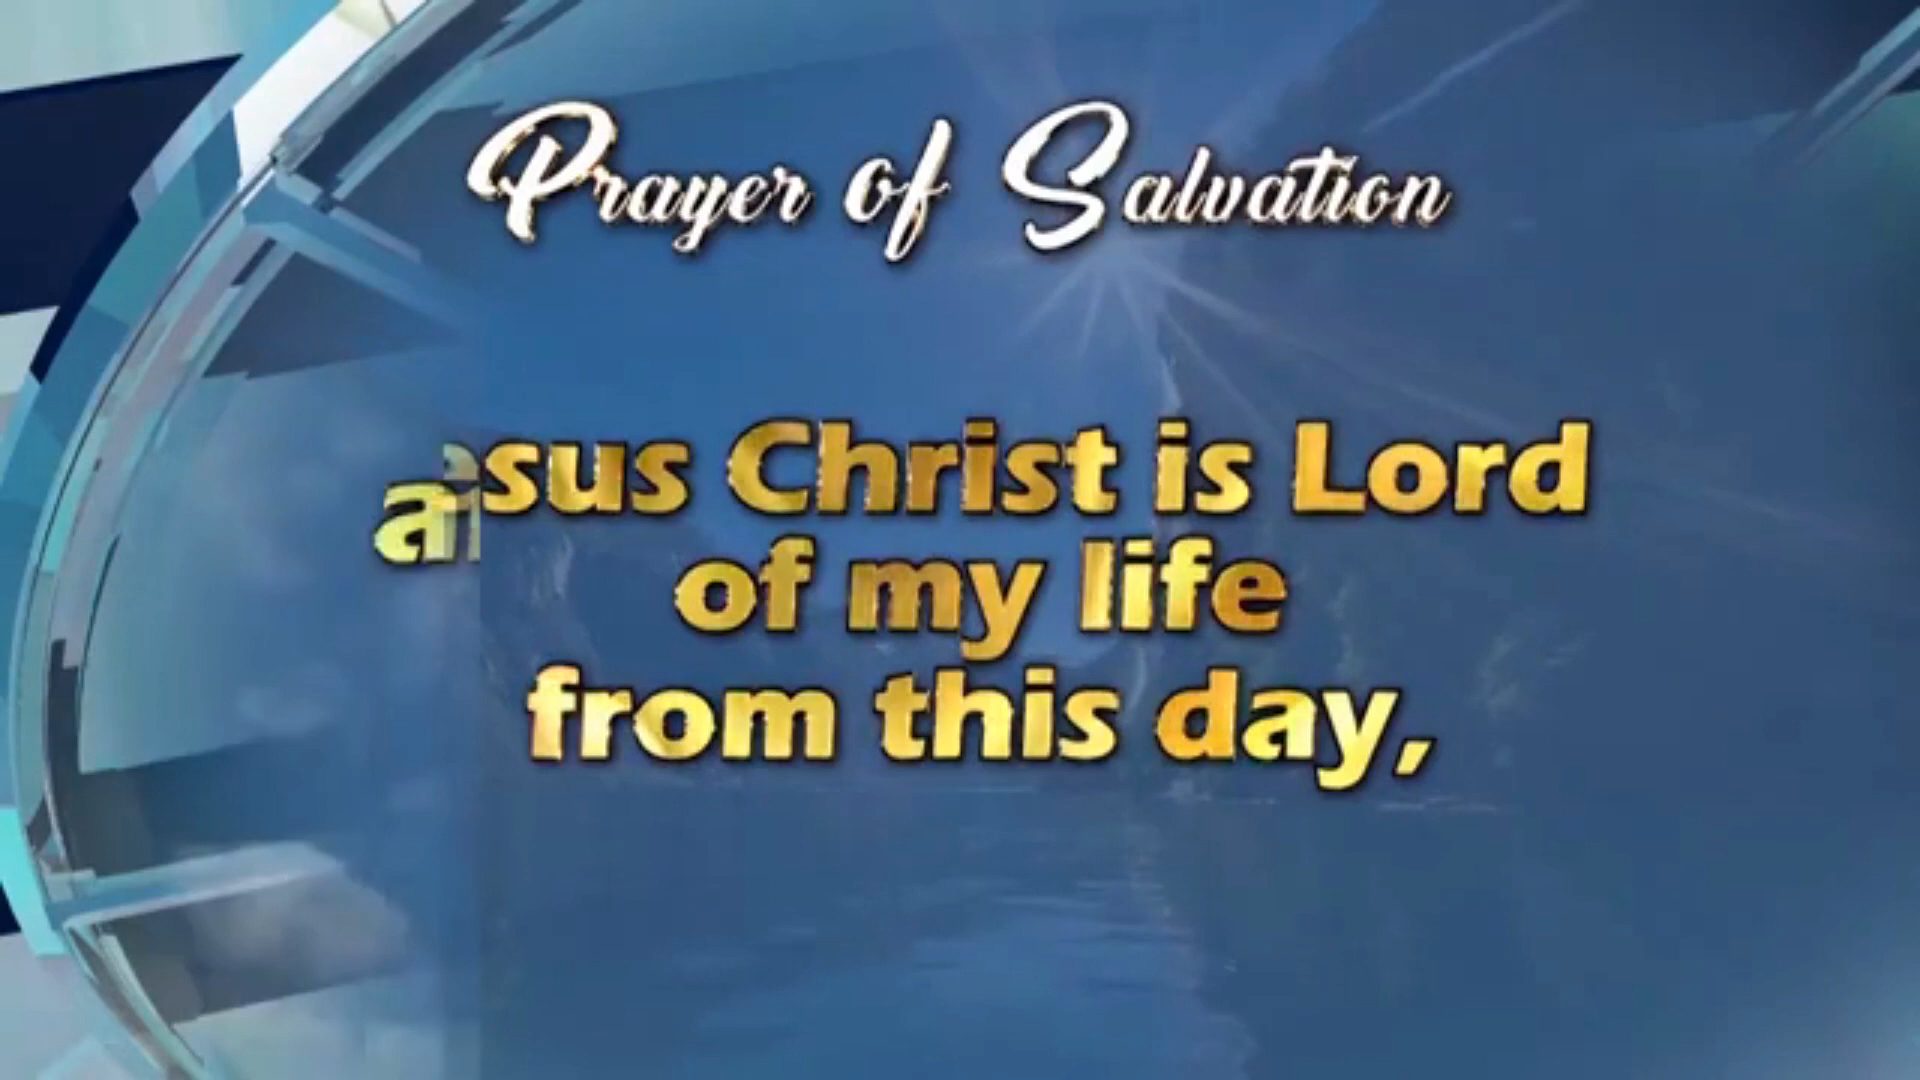 Prayer of Salvation
sus Christ is Lord
of my life
from this day,